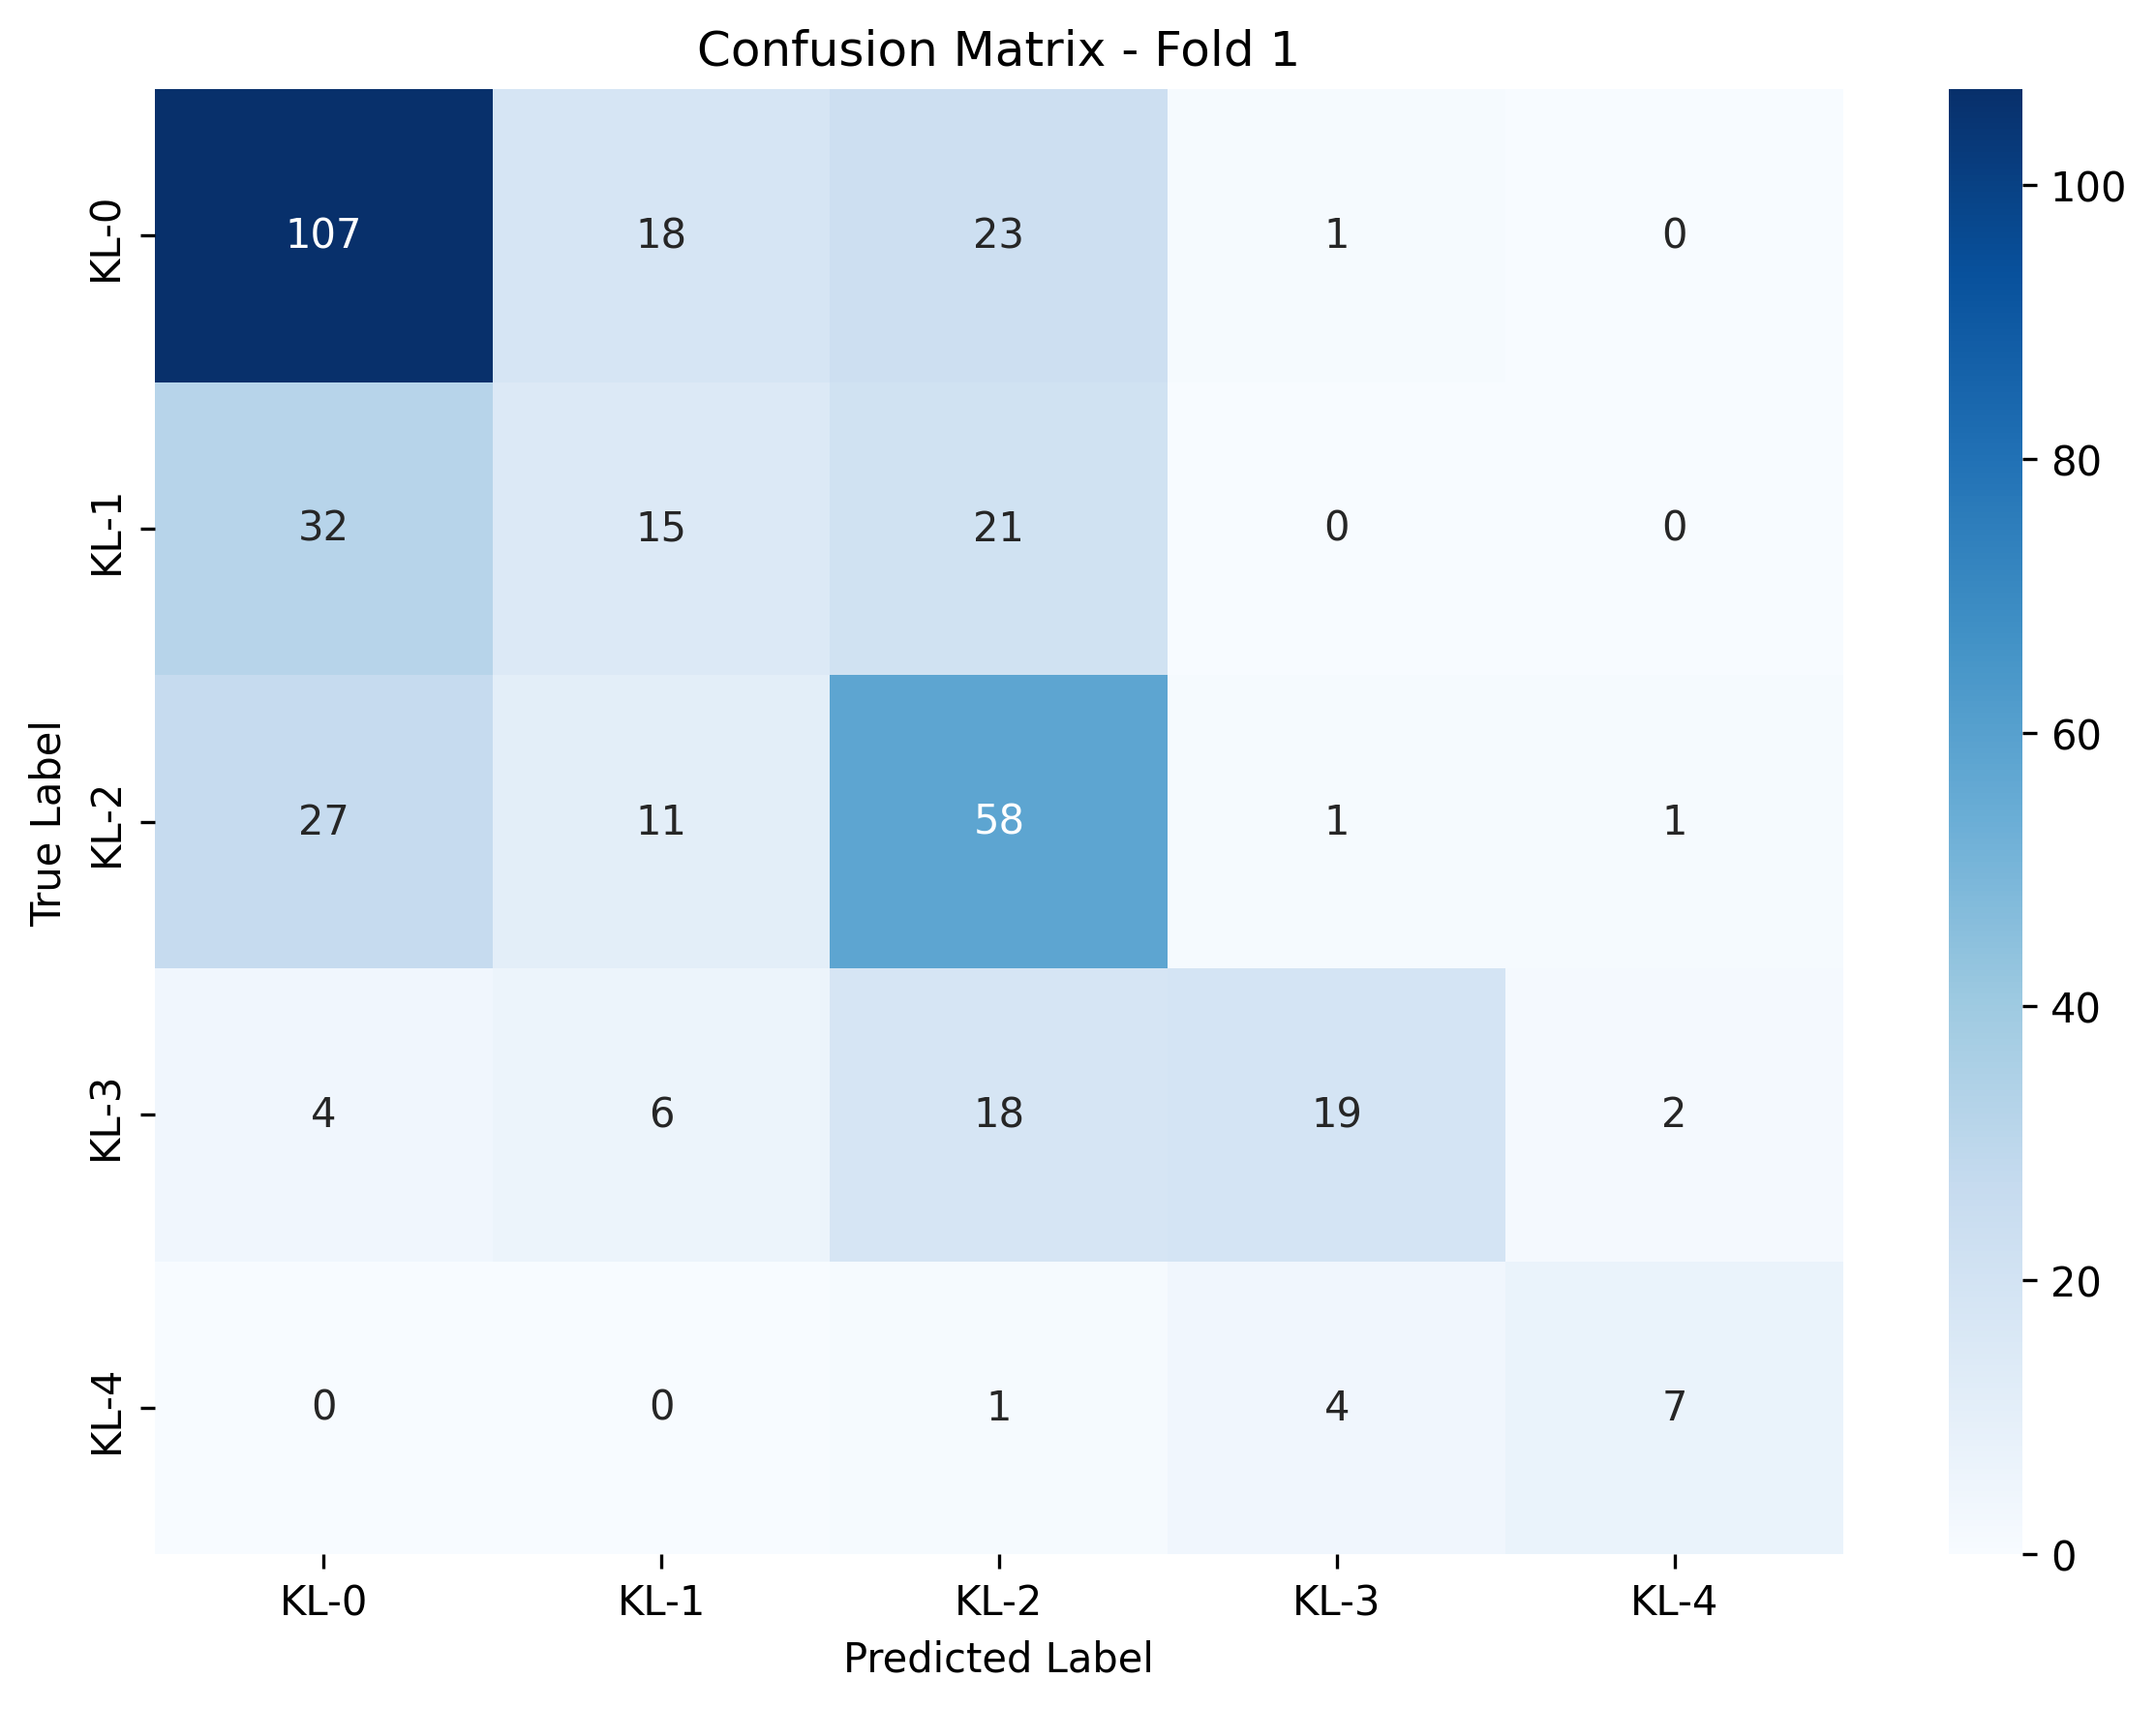 Confusion Matrix - Fold 1
True Label
KL-0 107 18 23 1 0
KL-1 32 15 21 0 0
KL-2 27 11 58 1 1
KL-3 4 6 18 19 2
KL-4 0 0 1 4 7
KL-0 KL-1 KL-2 KL-3 KL-4
Predicted Label
100
80
60
40
20
0